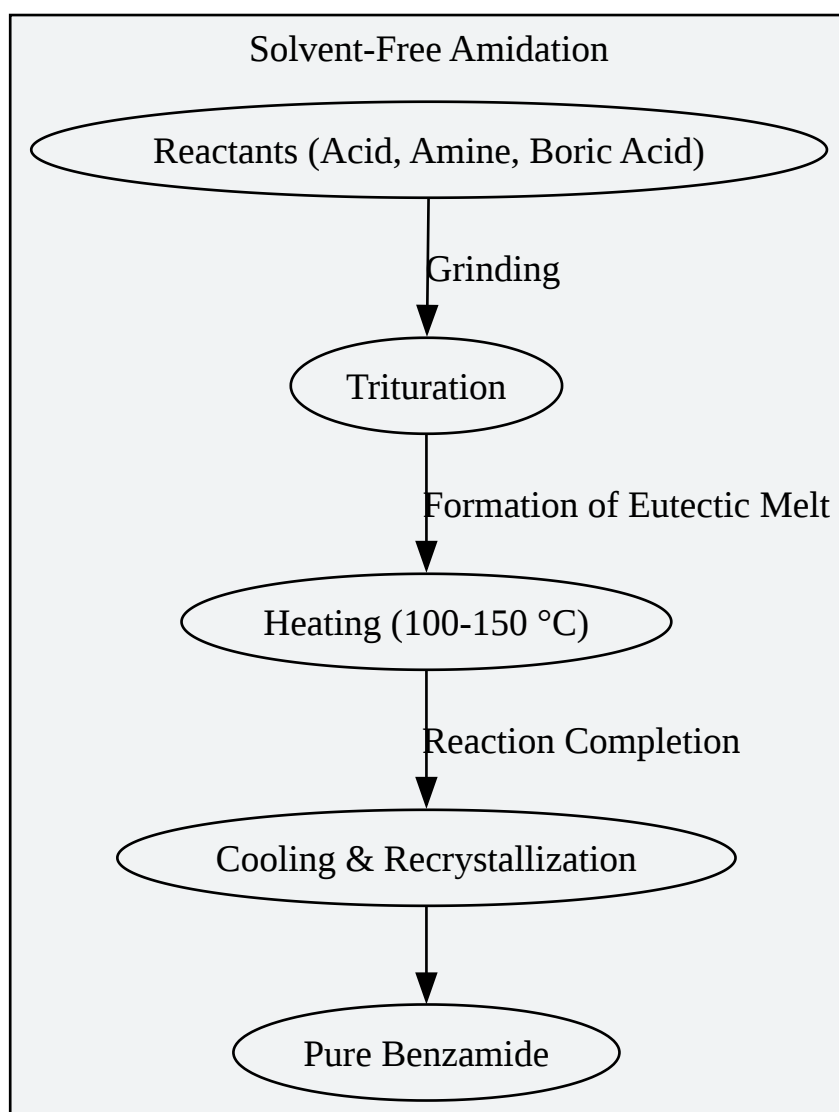 Solvent-Free Amidation
Reactants (Acid, Amine, Boric Acid)
Grinding
Trituration
Formation of Eutectic Melt
Heating (100-150 °C)
Reaction Completion
Cooling & Recrystallization
Pure Benzamide